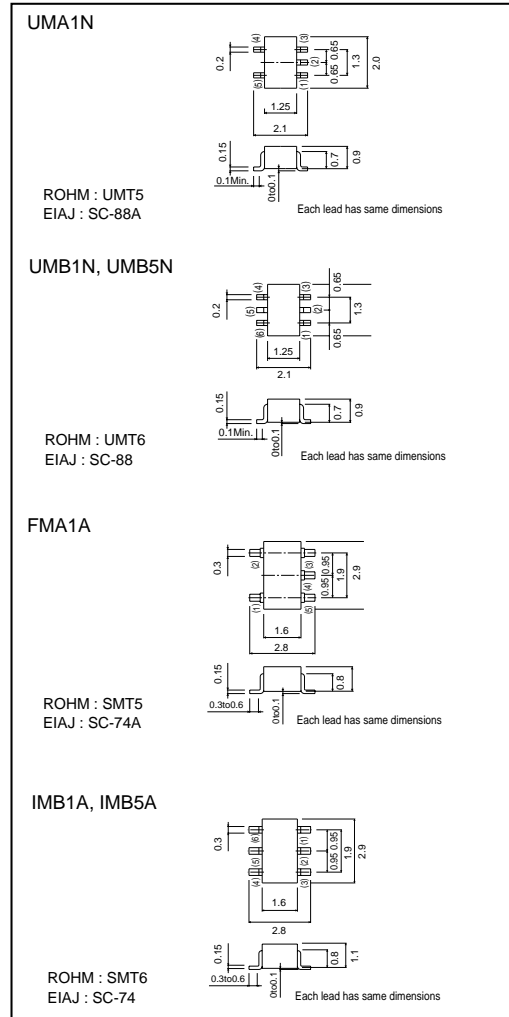 UMA1N
(4)
(3)
0.2
(2)
0.65
0.65
1.3
2.0
(5)
(1)
1.25
2.1
0.15
0.1Min.
0to0.1
0.7
0.9
ROHM : UMT5
EIAJ : SC-88A
Each lead has same dimensions
UMB1N, UMB5N
(4)
(3)
0.65
0.2
(5)
(2)
1.3
(6)
(1)
0.65
1.25
2.1
0.15
0.1Min.
0to0.1
0.7
0.9
ROHM : UMT6
EIAJ : SC-88
Each lead has same dimensions
FMA1A
0.3
(2)
(3)
0.95
0.95
1.9
2.9
(4)
(1)
(5)
1.6
2.8
0.15
0.3to0.6
0to0.1
0.8
ROHM : SMT5
EIAJ : SC-74A
Each lead has same dimensions
IMB1A, IMB5A
0.3
(6)
(1)
0.95
0.95
1.9
2.9
(5)
(2)
(4)
(3)
1.6
2.8
0.15
0.3to0.6
0to0.1
0.8
1.1
ROHM : SMT6
EIAJ : SC-74
Each lead has same dimensions